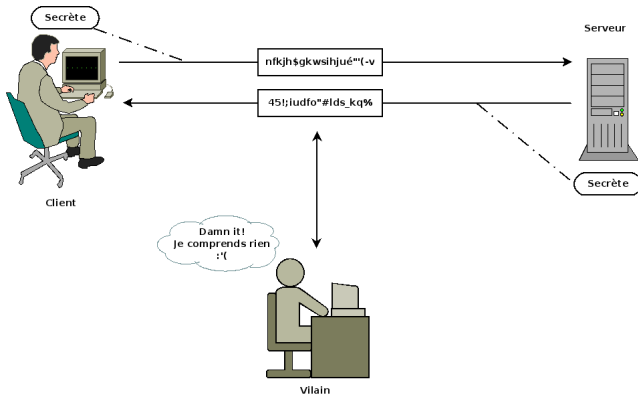 Secrète
Serveur
nfkjh$gkwsihjué"'(-v
45!;iudfo"#lds_kq%
Secrète
Client
Damn it!
Je comprends rien
:'(
Vilain